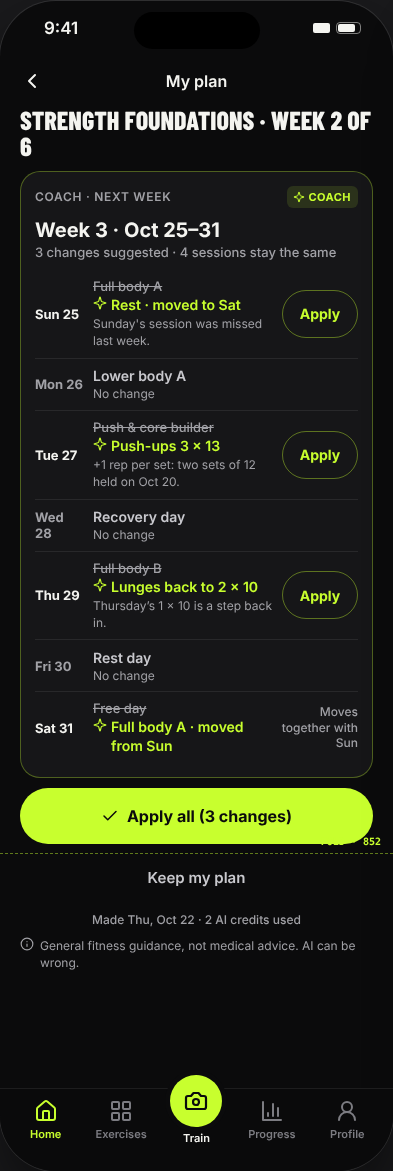 9:41
My plan
STRENGTH FOUNDATIONS · WEEK 2 OF
6
COACH · NEXT WEEK
COACH
Week 3 · Oct 25–31
3 changes suggested · 4 sessions stay the same
Sun 25
Full body A
Rest · moved to Sat
Sunday's session was missed
last week.
Apply
Mon 26
Lower body A
No change
Tue 27
Push & core builder
Push-ups 3 × 13
+1 rep per set: two sets of 12
held on Oct 20.
Apply
Wed
28
Recovery day
No change
Thu 29
Full body B
Lunges back to 2 × 10
Thursday’s 1 × 10 is a step back
in.
Apply
Fri 30
Rest day
No change
Sat 31
Free day
Full body A · moved
from Sun
Moves
together with
Sun
Apply all (3 changes)
852
Keep my plan
Made Thu, Oct 22 · 2 AI credits used
General fitness guidance, not medical advice. AI can be
wrong.
Home
Exercises
Train
Progress
Profile